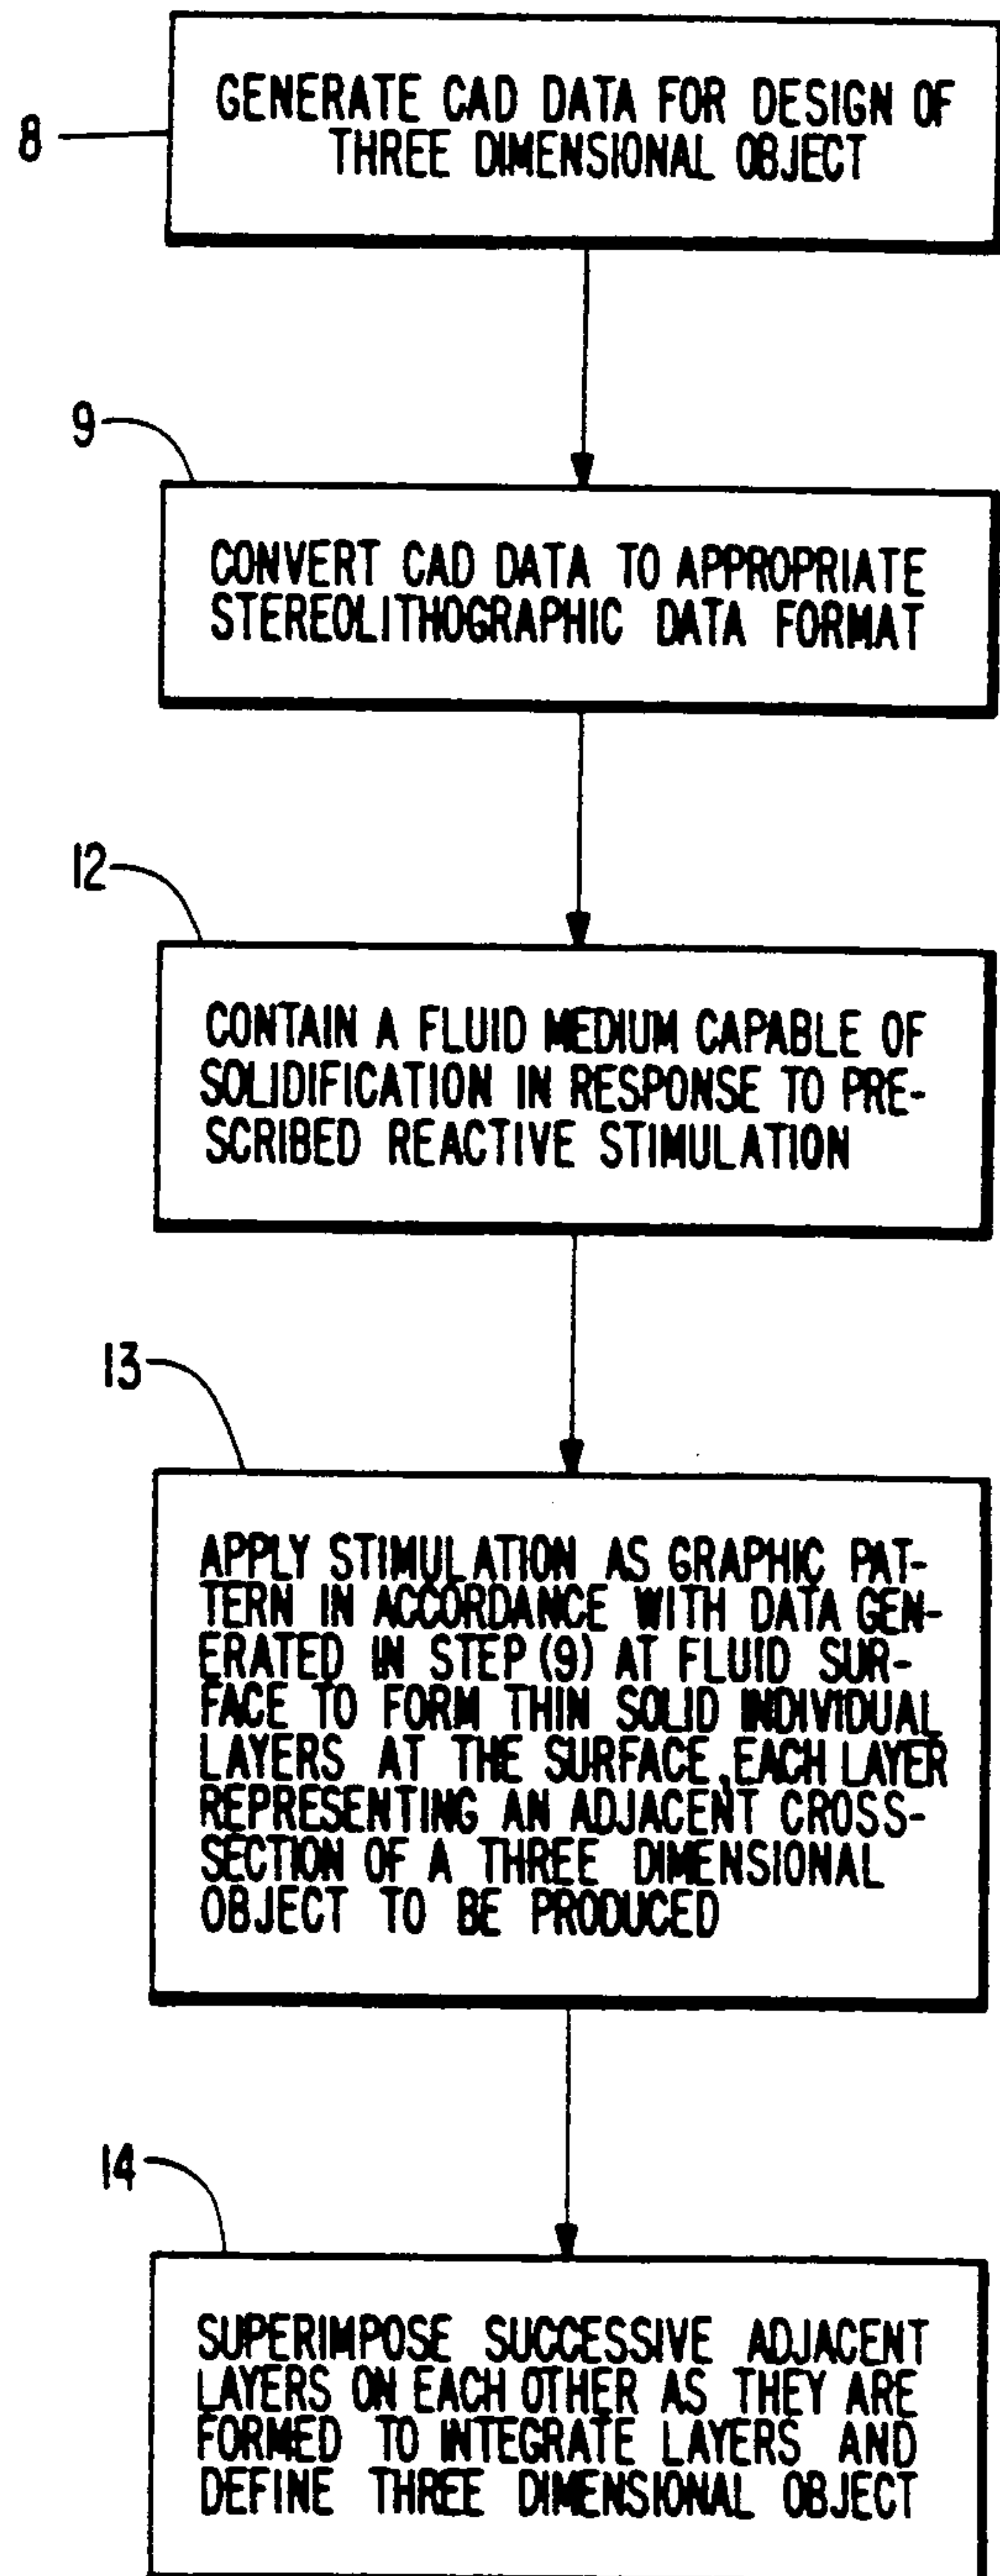 8
GENERATE CAD DATA FOR DESIGN OF
THREE DIMENSIONAL OBJECT
9
CONVERT CAD DATA TO APPROPRIATE
STEREOLITHOGRAPHIC DATA FORMAT
12
CONTAIN A FLUID MEDIUM CAPABLE OF
SOLIDIFICATION IN RESPONSE TO PRE-
SCRIBED REACTIVE STIMULATION
13
APPLY STIMULATION AS GRAPHIC PAT-
TERN IN ACCORDANCE WITH DATA GEN-
ERATED IN STEP (9) AT FLUID SUR-
FACE TO FORM THIN SOLID INDIVIDUAL
LAYERS AT THE SURFACE, EACH LAYER
REPRESENTING AN ADJACENT CROSS-
SECTION OF A THREE DIMENSIONAL
OBJECT TO BE PRODUCED
14
SUPERIMPOSE SUCCESSIVE ADJACENT
LAYERS ON EACH OTHER AS THEY ARE
FORMED TO INTEGRATE LAYERS AND
DEFINE THREE DIMENSIONAL OBJECT